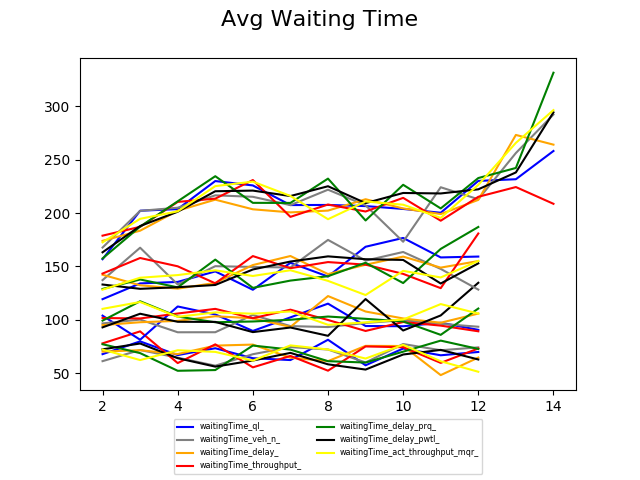 Avg Waiting Time
300
250
200
150
100
50
2 4 6 8 10 12 14
waitingTime_ql_
waitingTime_veh_n_
waitingTime_delay_
waitingTime_throughput_
waitingTime_delay_prq_
waitingTime_delay_pwtl_
waitingTime_act_throughput_mqr_